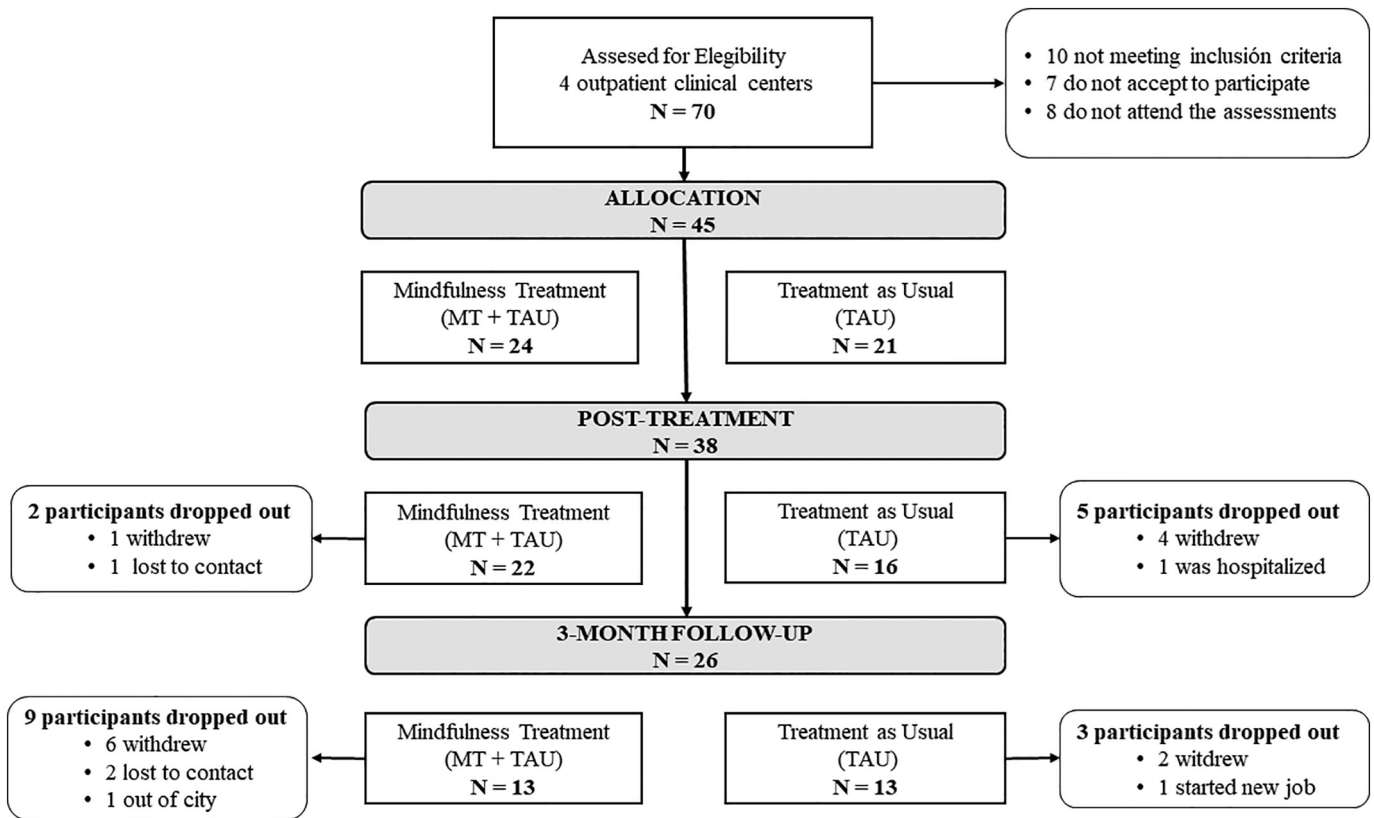 Assesed for Elegibility
4 outpatient clinical centers
N = 70
• 10 not meeting inclusión criteria
• 7 do not accept to participate
• 8 do not attend the assessments
ALLOCATION
N = 45
Mindfulness Treatment
(MT + TAU)
N = 24
Treatment as Usual
(TAU)
N = 21
POST-TREATMENT
N = 38
2 participants dropped out
• 1 withdrew
• 1 lost to contact
Mindfulness Treatment
(MT + TAU)
N = 22
Treatment as Usual
(TAU)
N = 16
5 participants dropped out
• 4 withdrew
• 1 was hospitalized
3-MONTH FOLLOW-UP
N = 26
9 participants dropped out
• 6 withdrew
• 2 lost to contact
• 1 out of city
Mindfulness Treatment
(MT + TAU)
N = 13
Treatment as Usual
(TAU)
N = 13
3 participants dropped out
• 2 witdrew
• 1 started new job